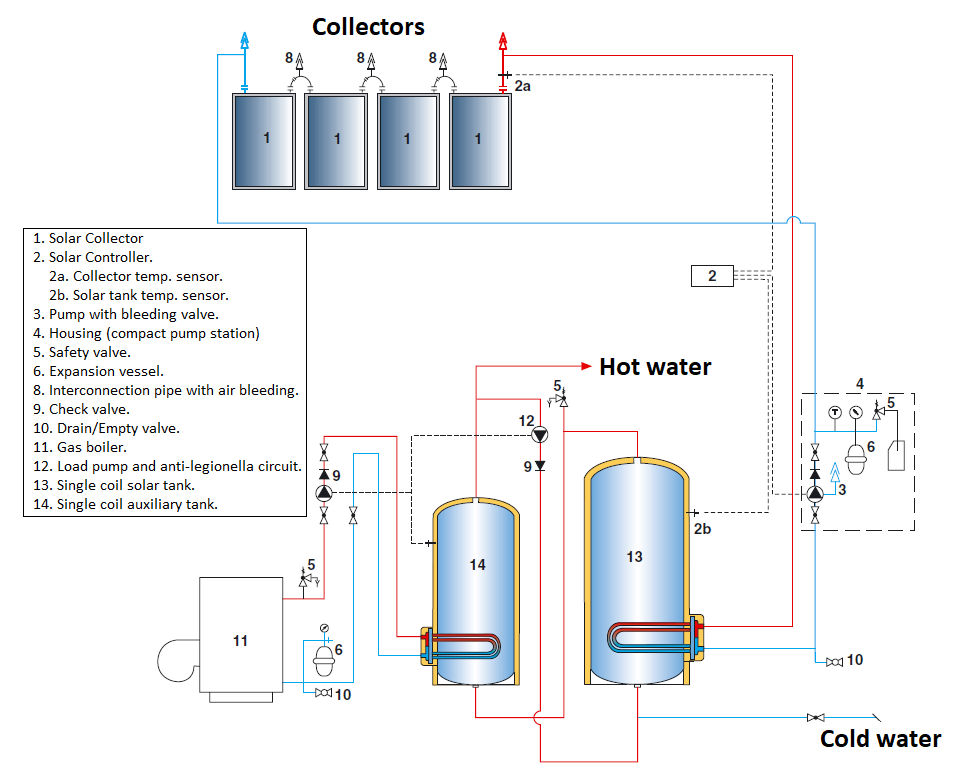 Collectors
8
8
8
2a
1
1
1
1
1. Solar Collector
2. Solar Controller.
2a. Collector temp. sensor.
2b. Solar tank temp. sensor.
3. Pump with bleeding valve.
4. Housing (compact pump station)
5. Safety valve.
6. Expansion vessel.
8. Interconnection pipe with air bleeding.
9. Check valve.
10. Drain/Empty valve.
11. Gas boiler.
12. Load pump and anti-legionella circuit.
13. Single coil solar tank.
14. Single coil auxiliary tank.
2
Hot water
4
5
5
T
12
6
9
9
3
2b
13
14
5
11
6
10
10
Cold water